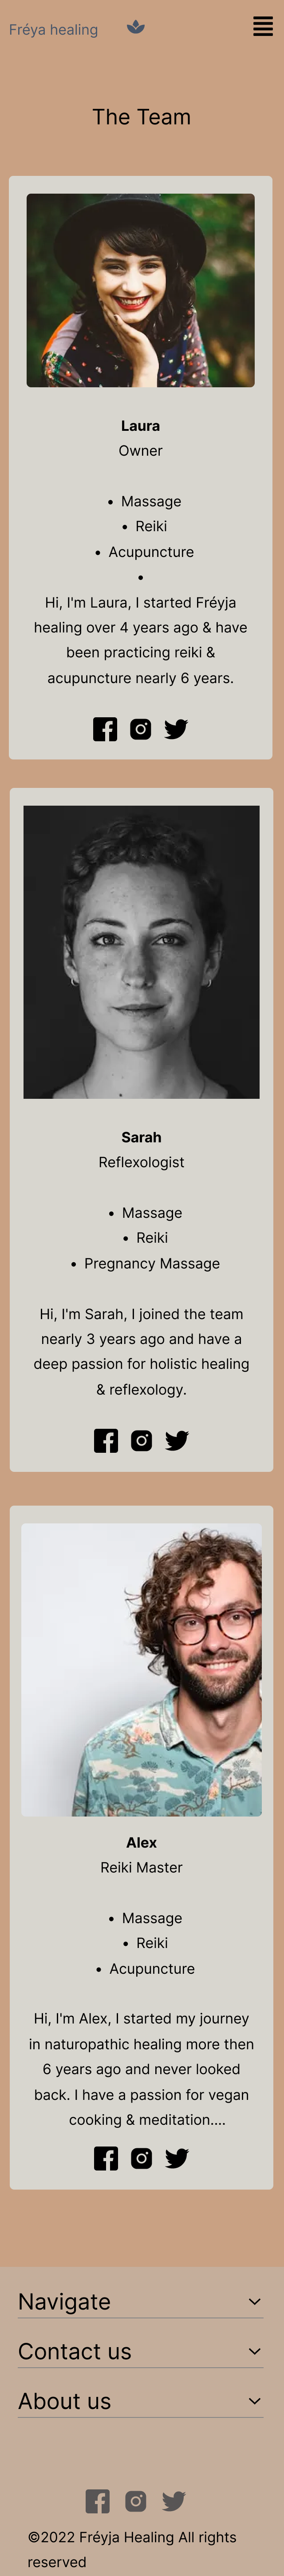 Fréya healing
The Team
Laura
Owner
• Massage
• Reiki
• Acupuncture
•
Hi, I'm Laura, I started Fréyja
healing over 4 years ago & have
been practicing reiki &
acupuncture nearly 6 years.
Sarah
Reflexologist
• Massage
• Reiki
• Pregnancy Massage
Hi, I'm Sarah, I joined the team
nearly 3 years ago and have a
deep passion for holistic healing
& reflexology.
Alex
Reiki Master
• Massage
• Reiki
• Acupuncture
Hi, I'm Alex, I started my journey
in naturopathic healing more then
6 years ago and never looked
back. I have a passion for vegan
cooking & meditation....
Navigate
Contact us
About us
©2022 Fréyja Healing All rights
reserved